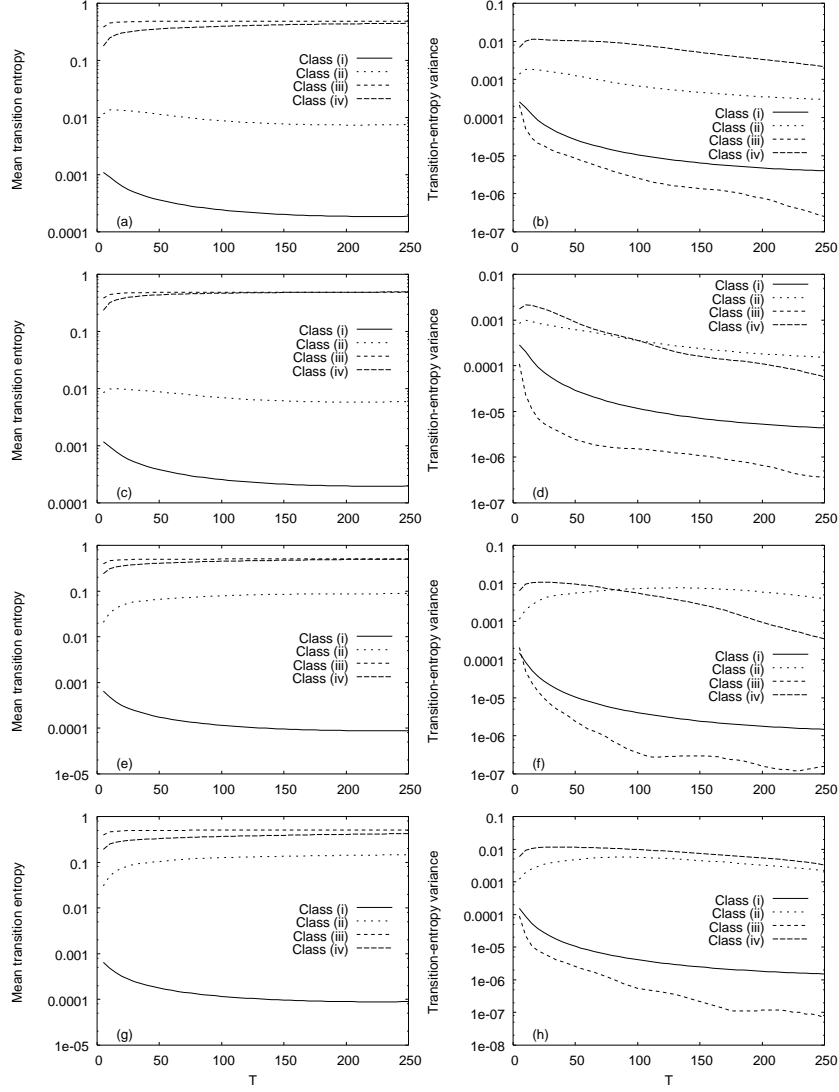 Mean transition entropy
1
0.1
0.01
0.001
0.0001
0 50 100 150 200 250
Class (i)
Class (ii)
Class (iii)
Class (iv)
(a)
Transition-entropy variance
0.1
0.01
0.001
0.0001
1e-05
1e-06
1e-07
0 50 100 150 200 250
Class (i)
Class (ii)
Class (iii)
Class (iv)
(b)
Mean transition entropy
1
0.1
0.01
0.001
0.0001
0 50 100 150 200 250
Class (i)
Class (ii)
Class (iii)
Class (iv)
(c)
Transition-entropy variance
0.01
0.001
0.0001
1e-05
1e-06
1e-07
0 50 100 150 200 250
Class (i)
Class (ii)
Class (iii)
Class (iv)
(d)
Mean transition entropy
1
0.1
0.01
0.001
0.0001
1e-05
0 50 100 150 200 250
Class (i)
Class (ii)
Class (iii)
Class (iv)
(e)
Transition-entropy variance
0.1
0.01
0.001
0.0001
1e-05
1e-06
1e-07
0 50 100 150 200 250
Class (i)
Class (ii)
Class (iii)
Class (iv)
(f)
Mean transition entropy
1
0.1
0.01
0.001
0.0001
1e-05
0 50 100 150 200 250
Class (i)
Class (ii)
Class (iii)
Class (iv)
(g)
T
Transition-entropy variance
0.1
0.01
0.001
0.0001
1e-05
1e-06
1e-07
1e-08
0 50 100 150 200 250
Class (i)
Class (ii)
Class (iii)
Class (iv)
(h)
T